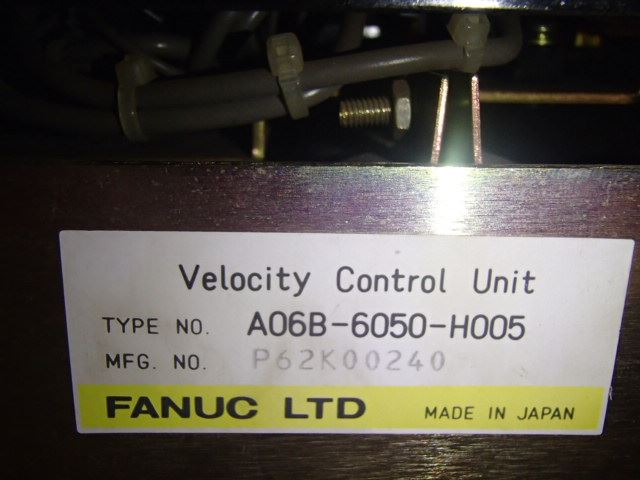 Velocity Control Unit
TYPE NO. A06B-6050-H005
MFG. NO. P62K00240
FANUC LTD MADE IN JAPAN